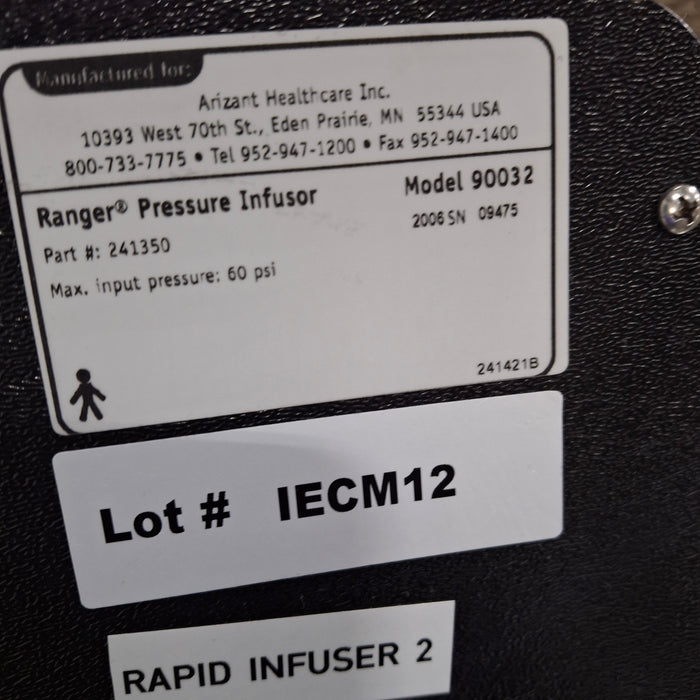 Manufactured for:
Arizant Healthcare Inc.
10393 West 70th St., Eden Prairie, MN 55344 USA
800-733-7775 • Tel 952-947-1200 • Fax 952-947-1400
Ranger® Pressure Infusor
Model 90032
2006 SN 09475
Part #: 241350
Max. input pressure: 60 psi
241421B
Lot # IECM12
RAPID INFUSER 2